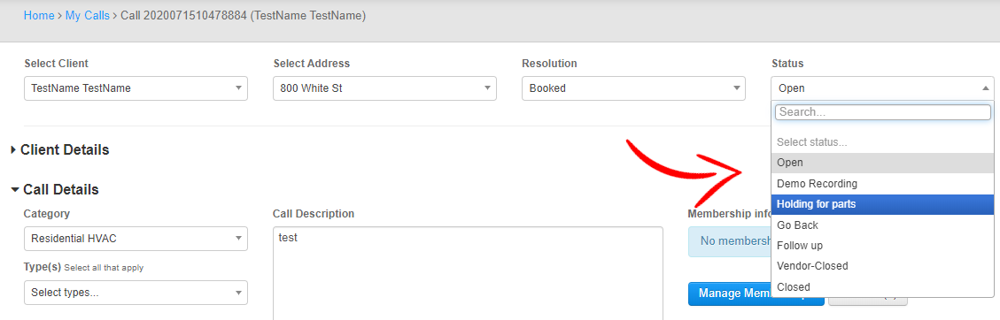 Home > My Calls > Call 2020071510478884 (TestName TestName)
Select Client
Select Address
Resolution
Status
TestName TestName
800 White St
Booked
Open
Search...
Select status...
Open
Demo Recording
Holding for parts
Go Back
Follow up
Vendor-Closed
Closed
Client Details
Call Details
Category
Call Description
Membership info
Residential HVAC
test
No membersh
Type(s) Select all that apply
Select types...
Manage Mem